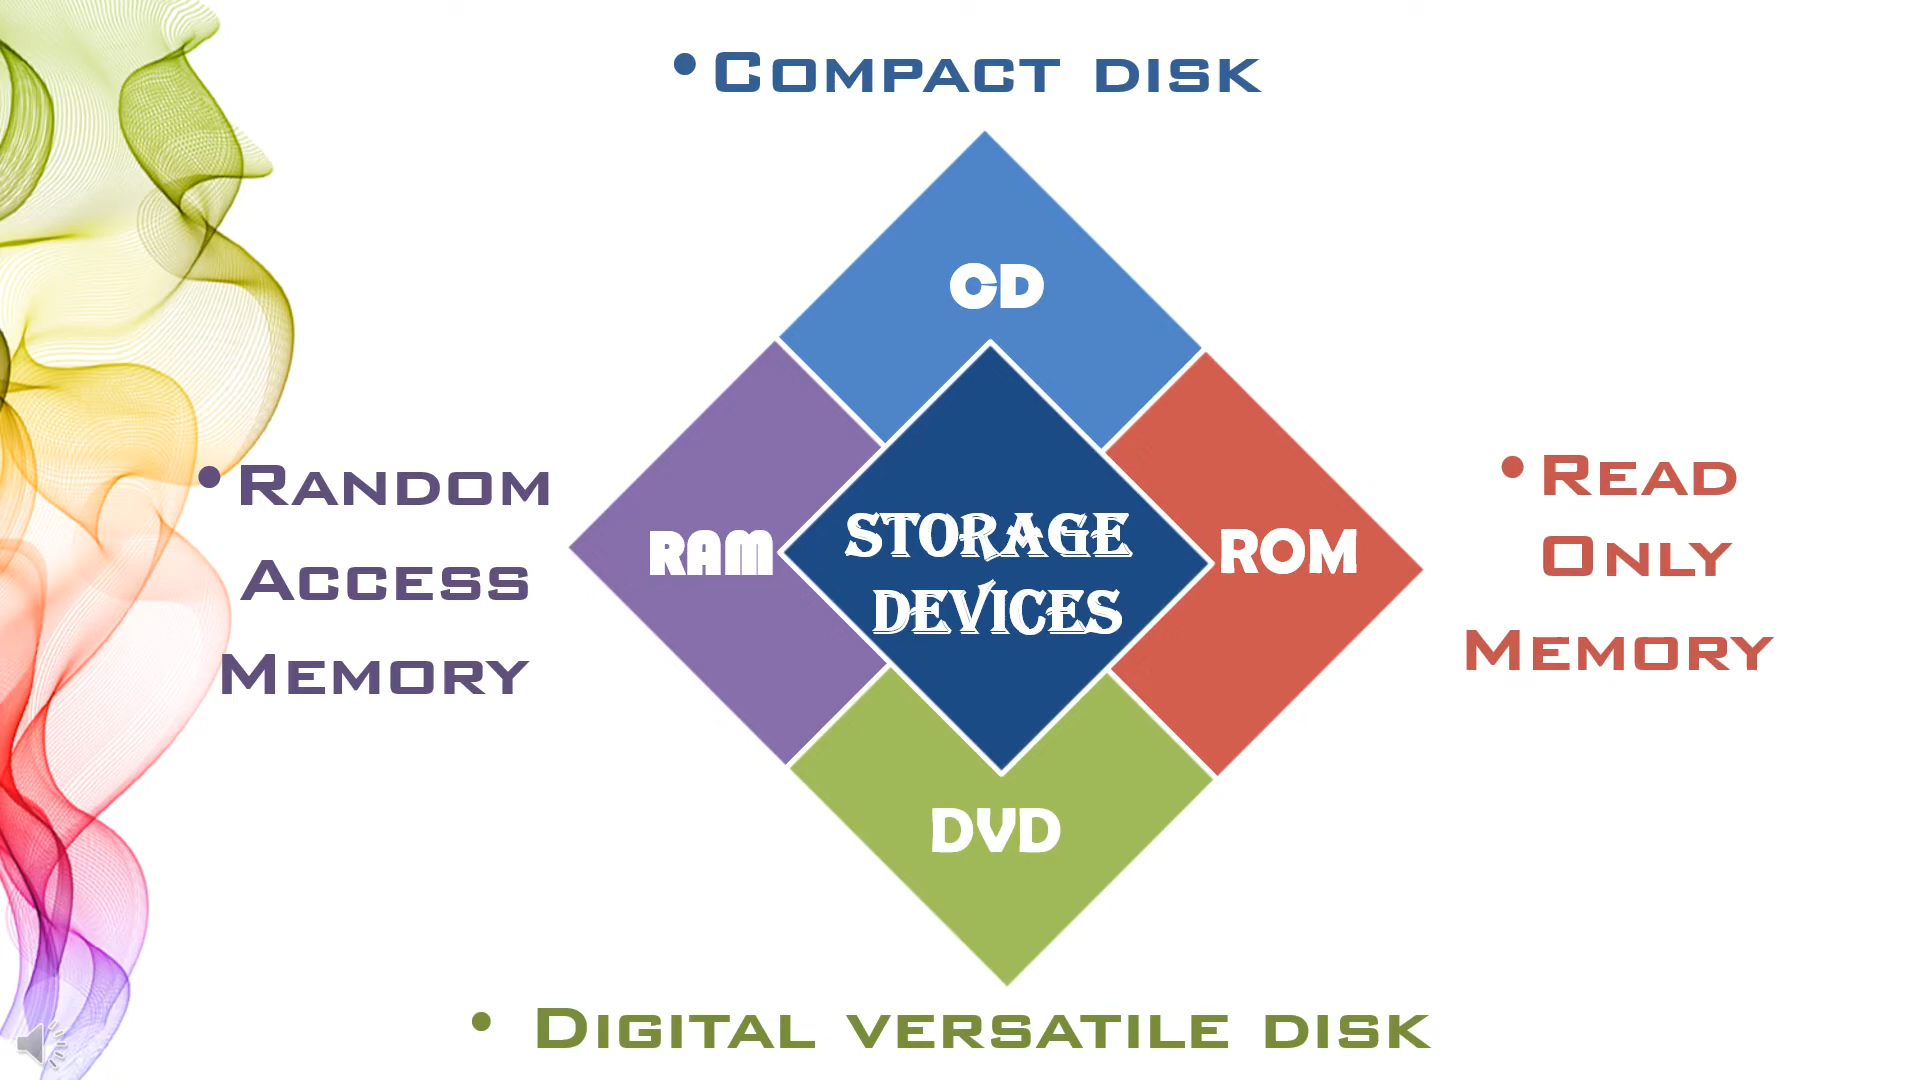 • Compact disk
CD
• Random
Access
Memory
RAM
STORAGE
DEVICES
ROM
• Read
Only
Memory
DVD
• Digital versatile disk